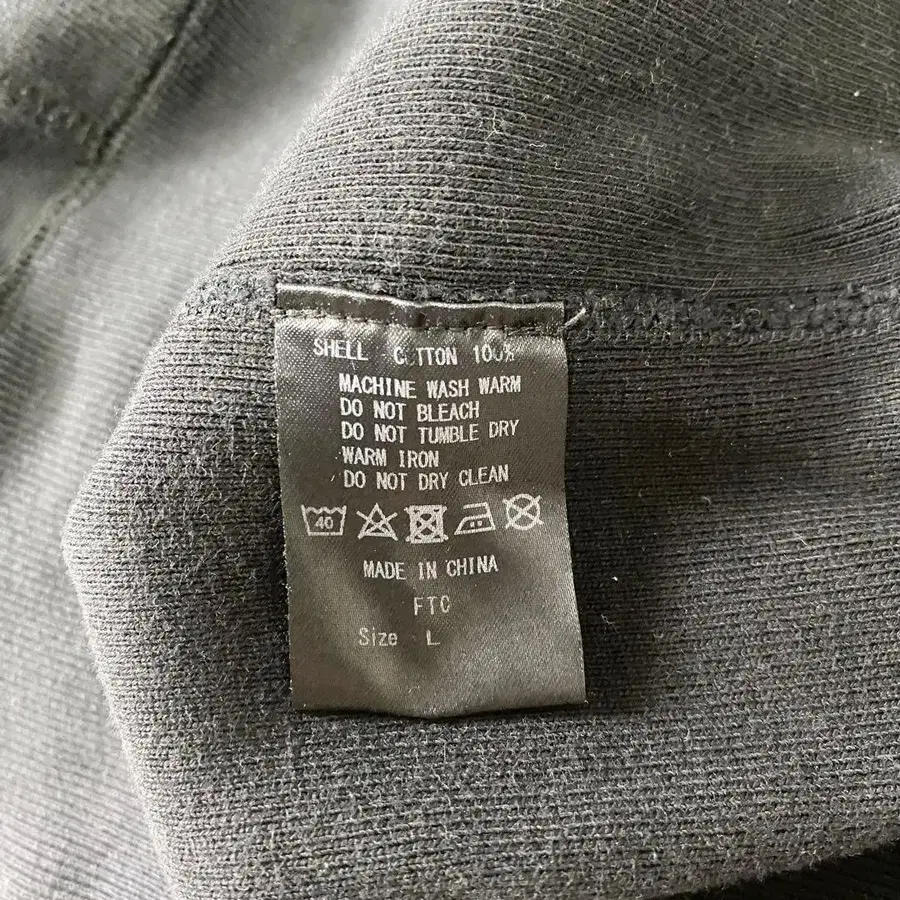 SHELL COTTON 100%
MACHINE WASH WARM
DO NOT BLEACH
DO NOT TUMBLE DRY
WARM IRON
DO NOT DRY CLEAN
40
MADE IN CHINA
FTC
Size L